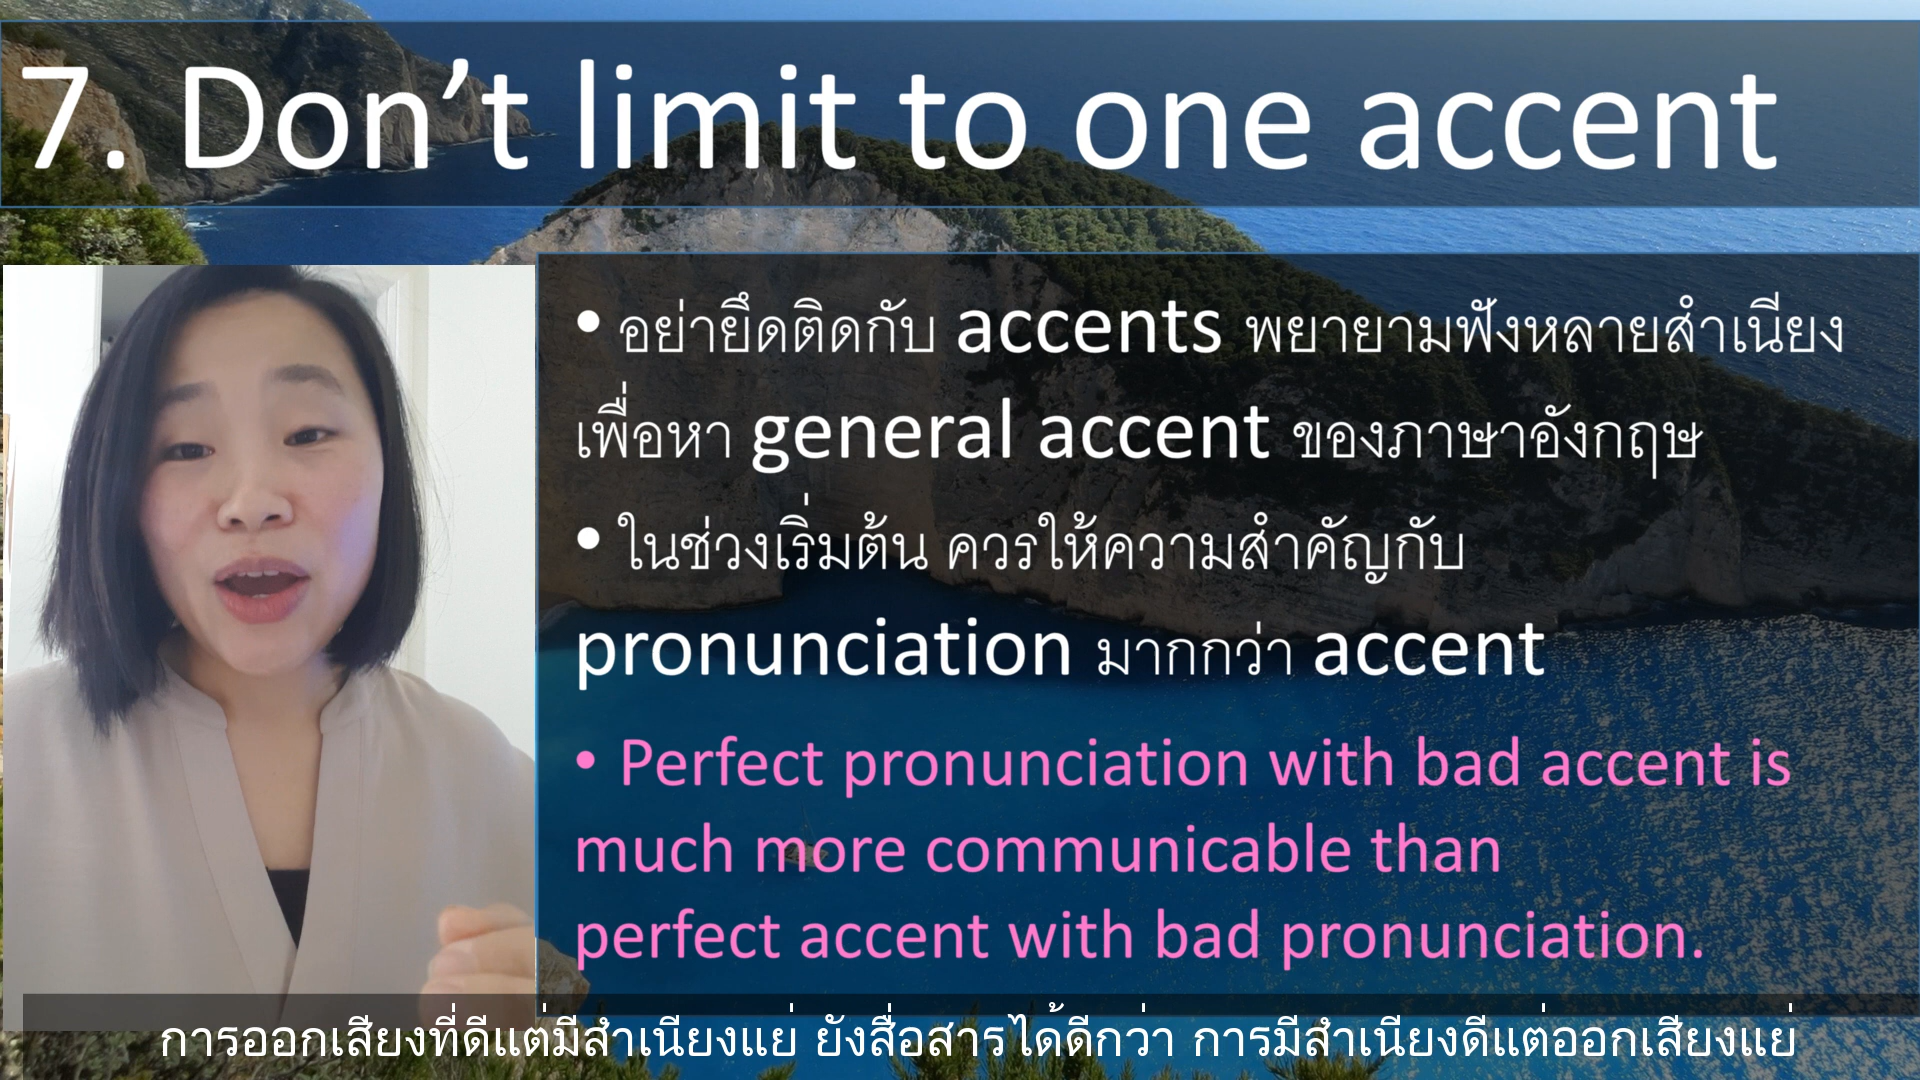 7. Don’t limit to one accent
• อย่ายึดติดกับ accents พยายามฟังหลายสำเนียง
เพื่อหา general accent ของภาษาอังกฤษ
• ในช่วงเริ่มต้น ควรให้ความสำคัญกับ
pronunciation มากกว่า accent
• Perfect pronunciation with bad accent is
much more communicable than
perfect accent with bad pronunciation.
การออกเสียงที่ดีแต่มีสำเนียงแย่ ยังสื่อสารได้ดีกว่า การมีสำเนียงดีแต่ออกเสียงแย่